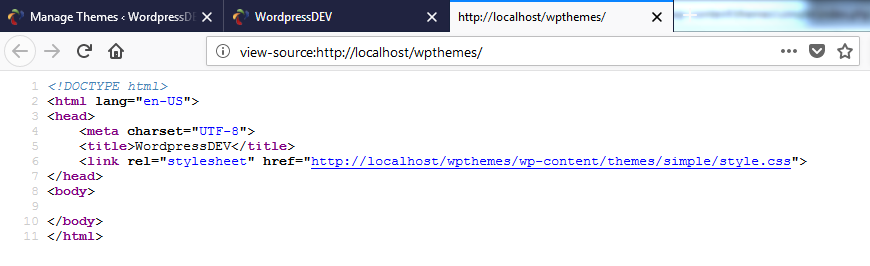 Manage Themes ‹ WordpressDE
WordpressDEV
http://localhost/wpthemes/
view-source:http://localhost/wpthemes/
1 <!DOCTYPE html>
2 <html lang="en-US">
3 <head>
4 <meta charset="UTF-8">
5 <title>WordpressDEV</title>
6 <link rel="stylesheet" href="http://localhost/wpthemes/wp-content/themes/simple/style.css">
7 </head>
8 <body>
9
10 </body>
11 </html>